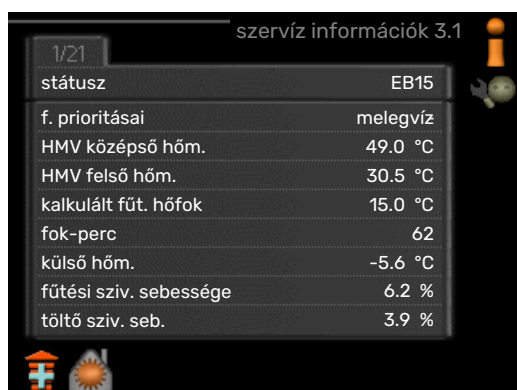 szervíz információk 3.1
1/21
státusz EB15
f. prioritásai melegvíz
HMV középső hőm. 49.0 °C
HMV felső hőm. 30.5 °C
kalkulált fűt. hőfok 15.0 °C
fok-perc 62
külső hőm. -5.6 °C
fűtési sziv. sebessége 6.2 %
töltő sziv. seb. 3.9 %